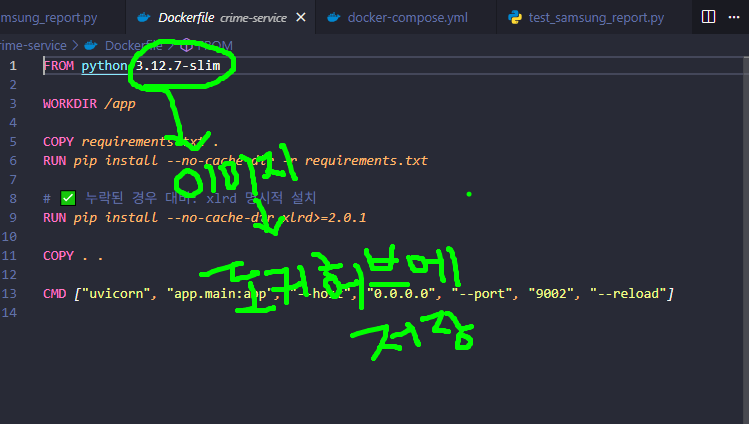 msung_report.py Dockerfile crime-service docker-compose.yml test_samsung_report.py
rime-service > Dockerfile > FROM
1 FROM python:3.12.7-slim
2
3 WORKDIR /app
4
5 COPY requirements.txt .
6 RUN pip install --no-cache-dir -r requirements.txt
7
이미지
8 # ✅ 누락된 경우 대비: xlrd 명시적 설치
9 RUN pip install --no-cache-dir xlrd>=2.0.1
10
11 COPY . .
12
도커허브에
13 CMD ["uvicorn", "app.main:app", "--host", "0.0.0.0", "--port", "9002", "--reload"]
14
저장